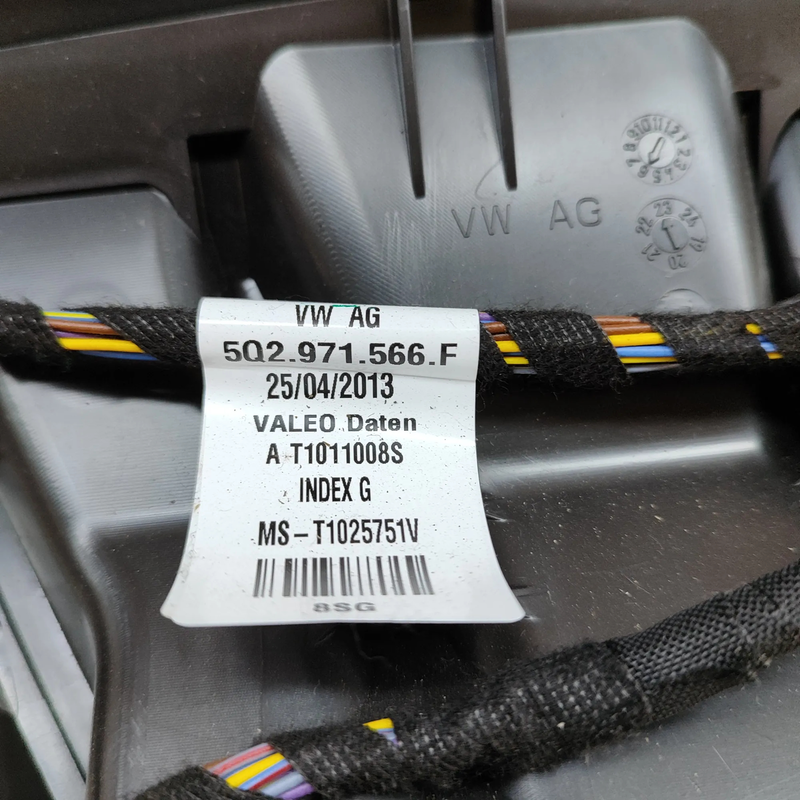 VW AG
VW AG
5Q2.971.566.F
25/04/2013
VALEO Daten
A T1011008S
INDEX G
MS-T1025751V
8SG